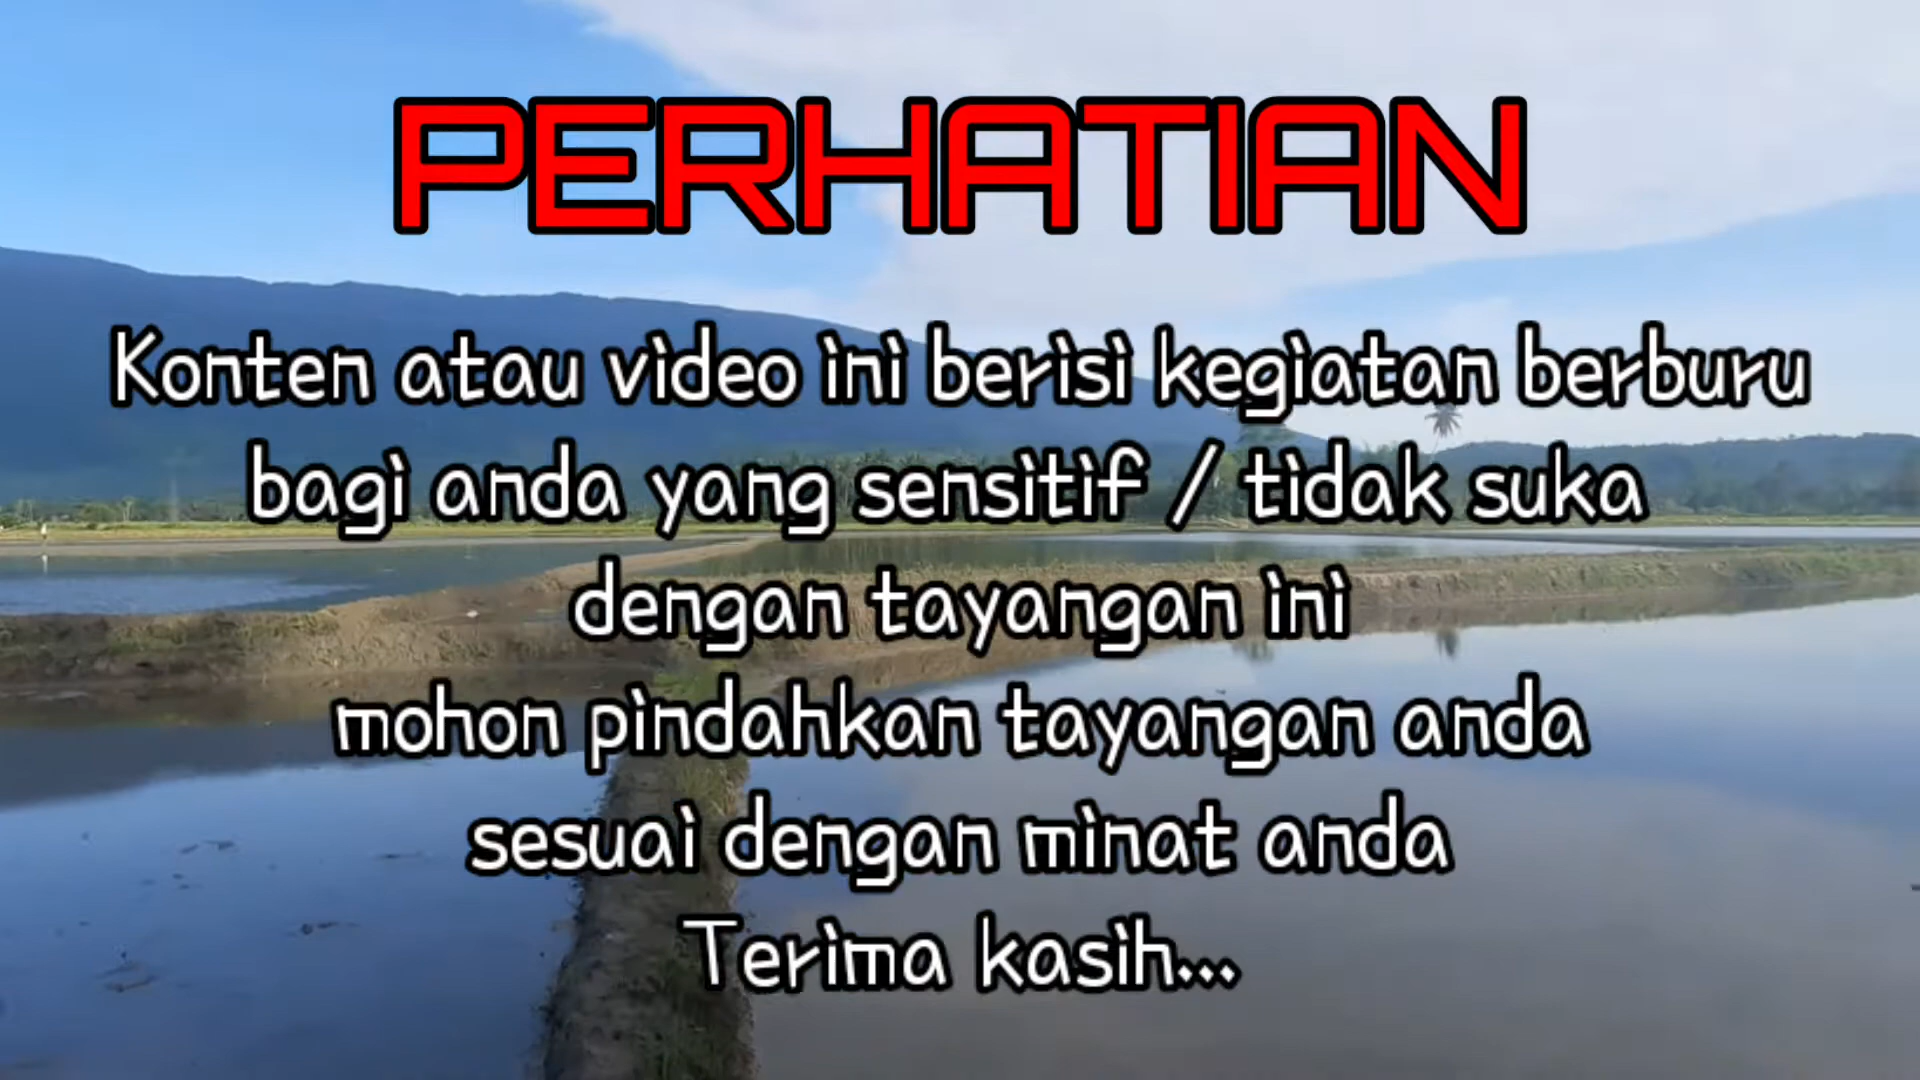 PERHATIAN
Konten atau video ini berisi kegiatan berburu
bagi anda yang sensitif / tidak suka
dengan tayangan ini
mohon pindahkan tayangan anda
sesuai dengan minat anda
Terima kasih...